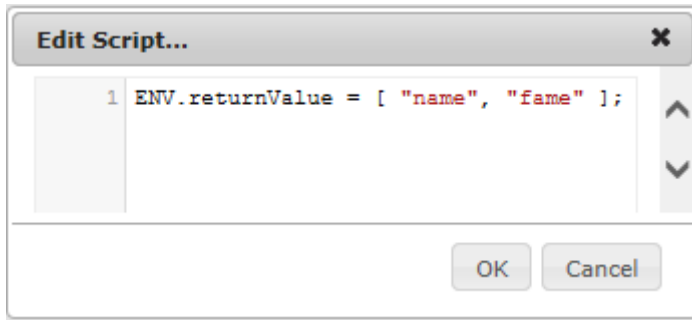 Edit Script...
1 ENV.returnValue = [ "name", "fame" ];
OK Cancel